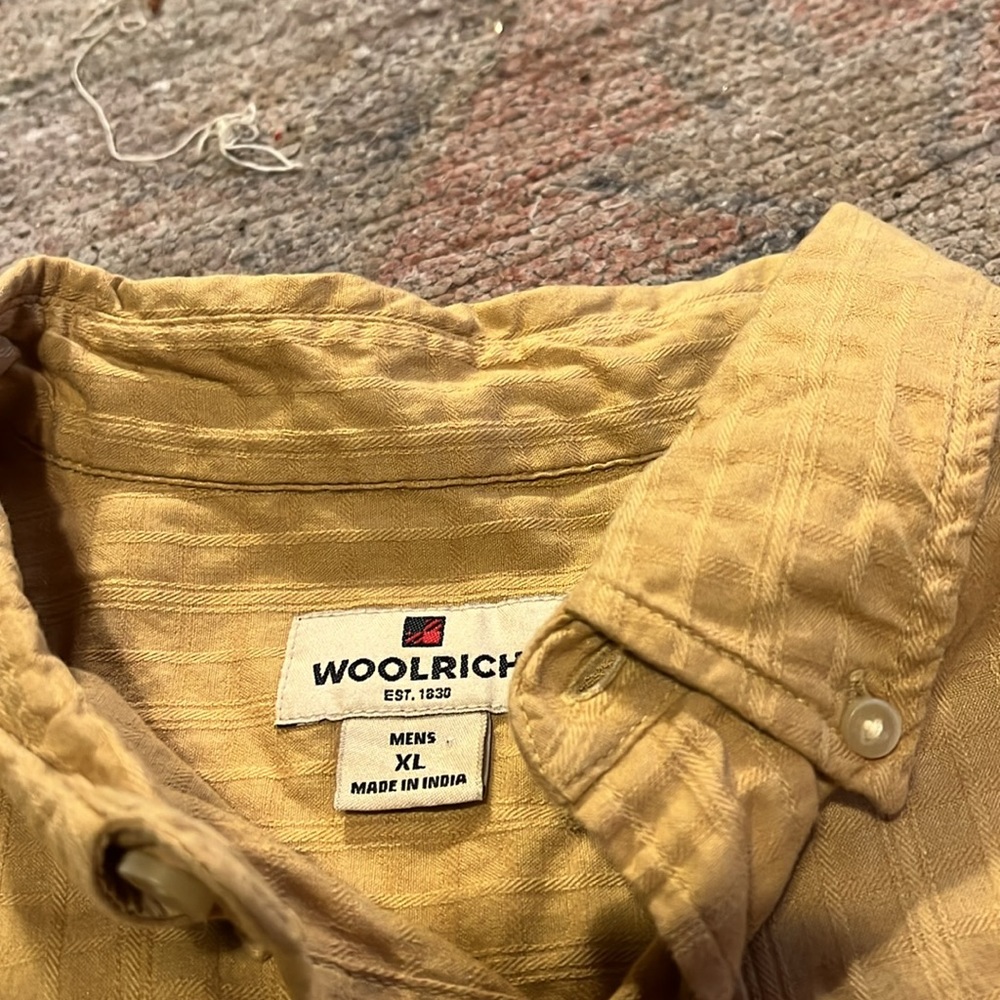 WOOLRICH
EST. 1830
MENS
XL
MADE IN INDIA